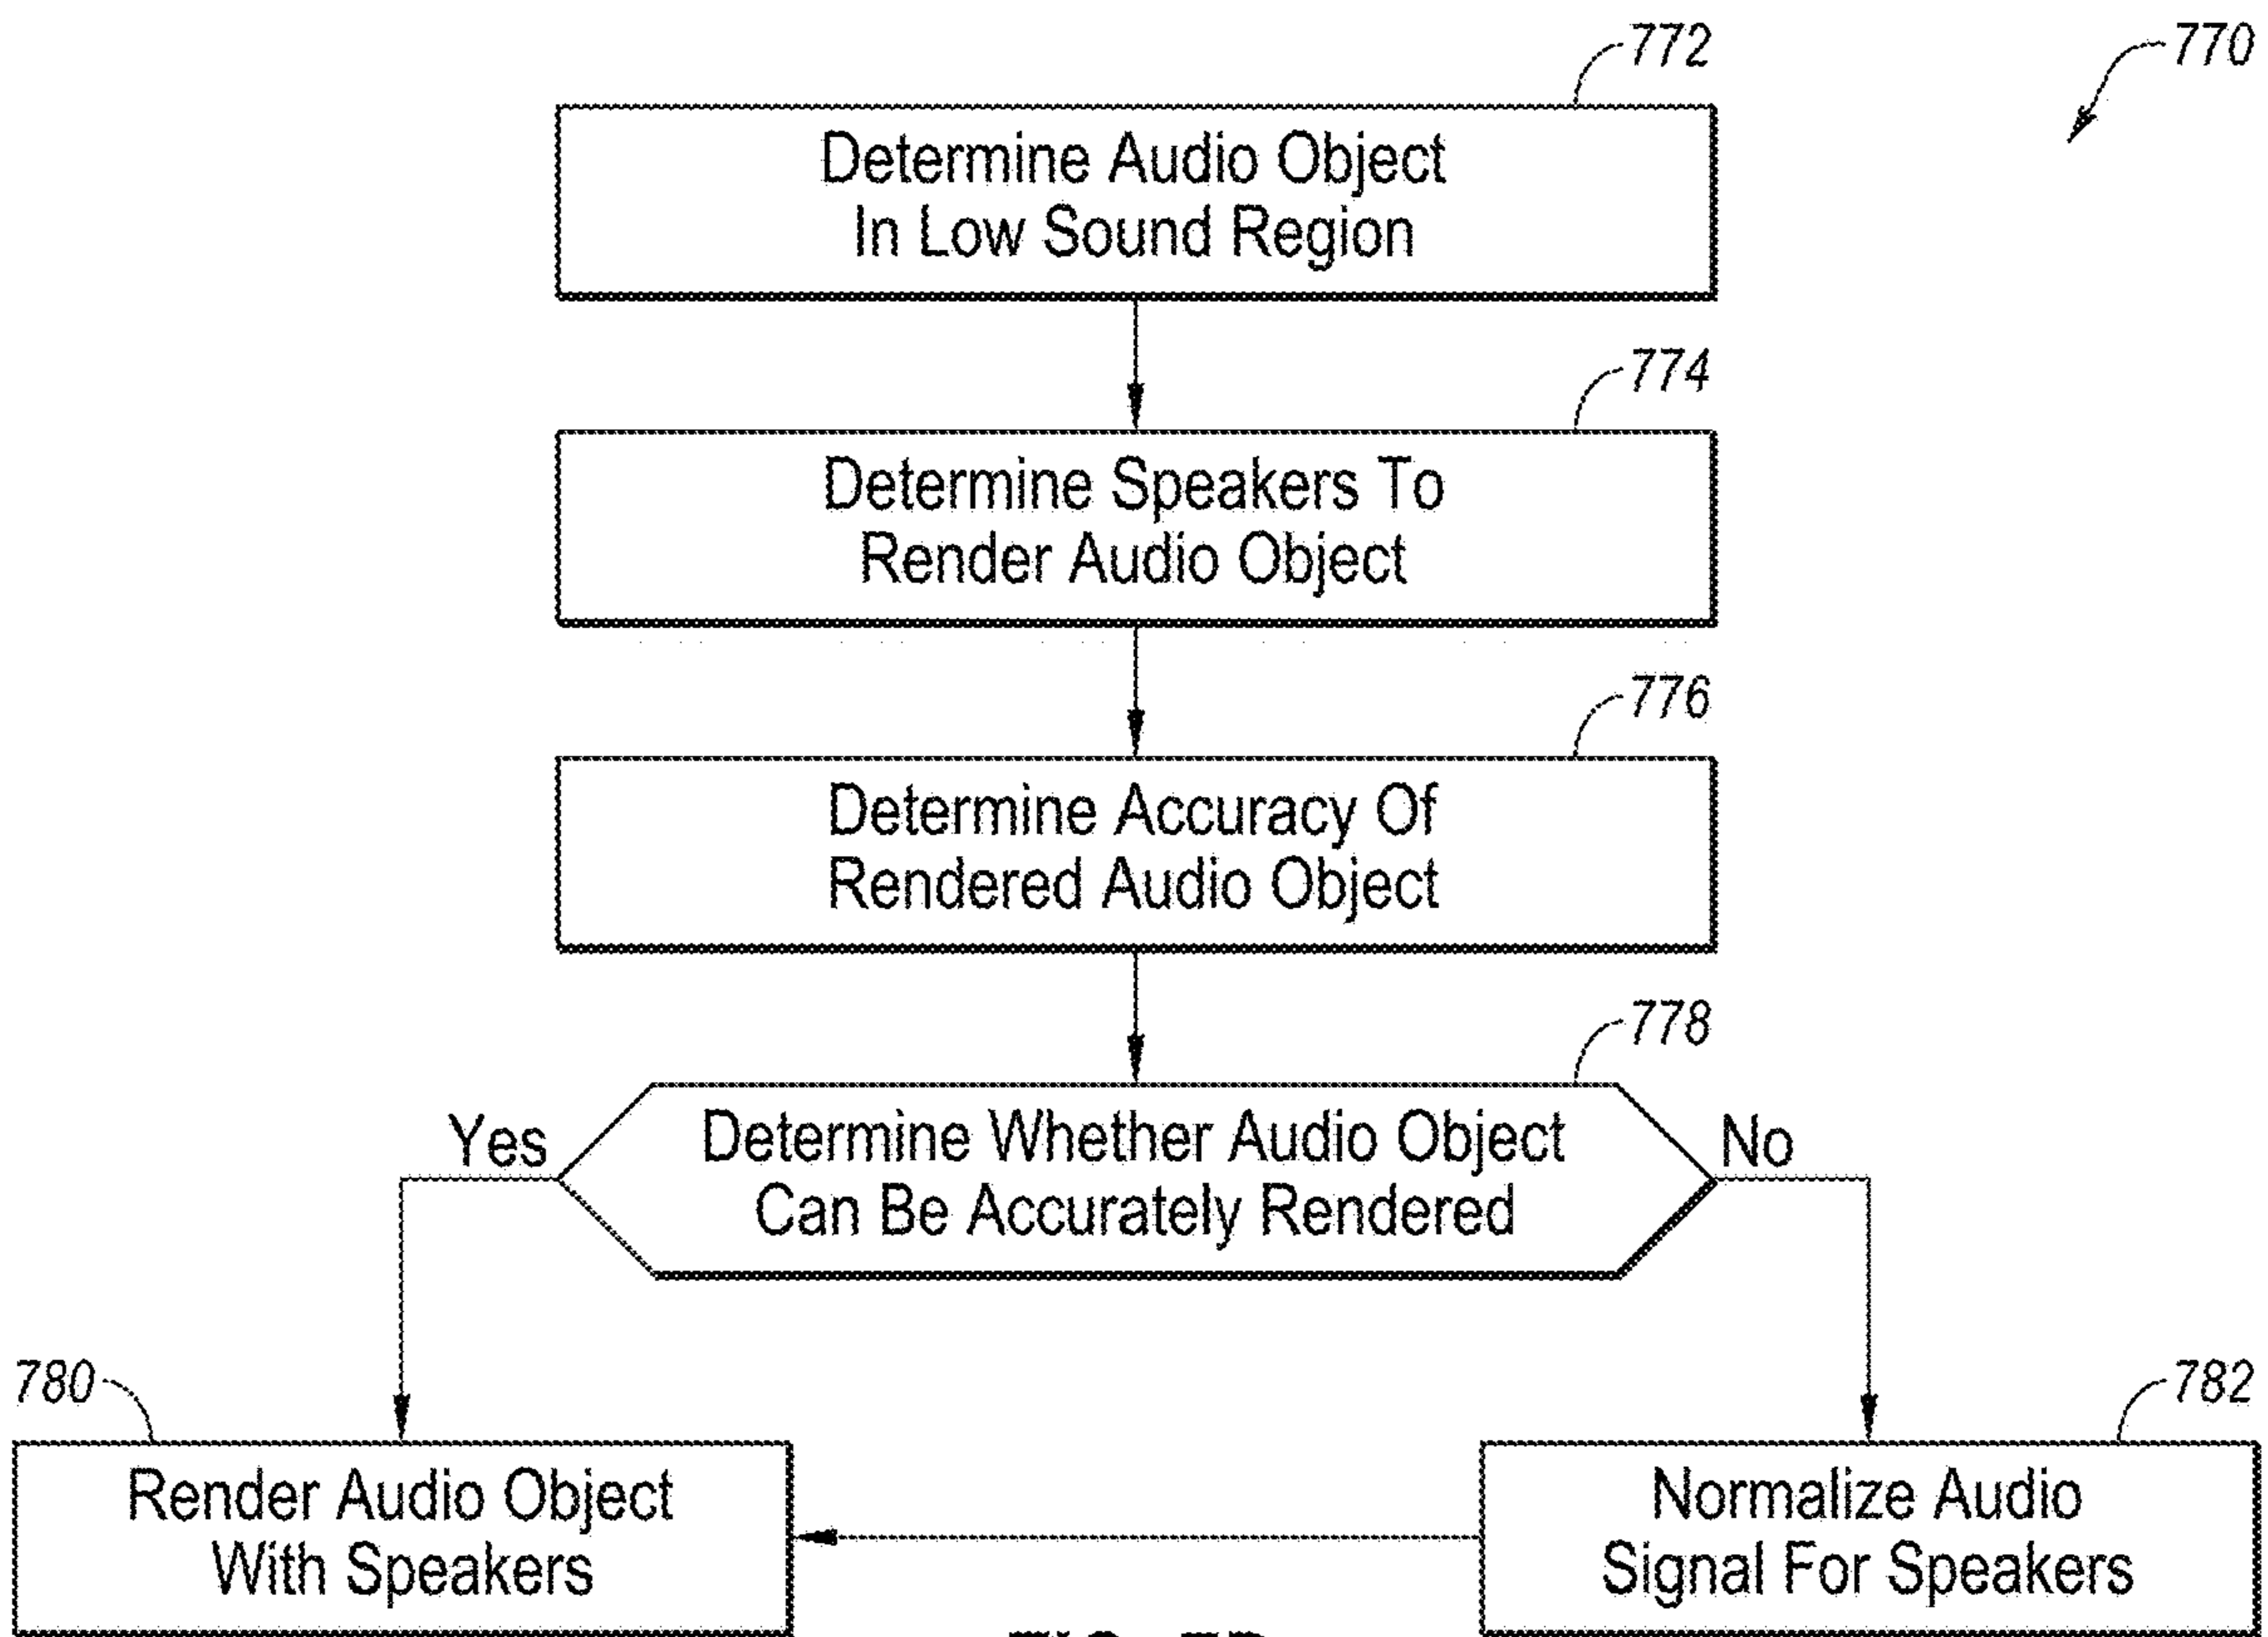 772
770
Determine Audio Object
In Low Sound Region
774
Determine Speakers To
Render Audio Object
776
Determine Accuracy Of
Rendered Audio Object
778
Yes
Determine Whether Audio Object
Can Be Accurately Rendered
No
780
782
Render Audio Object
With Speakers
Normalize Audio
Signal For Speakers